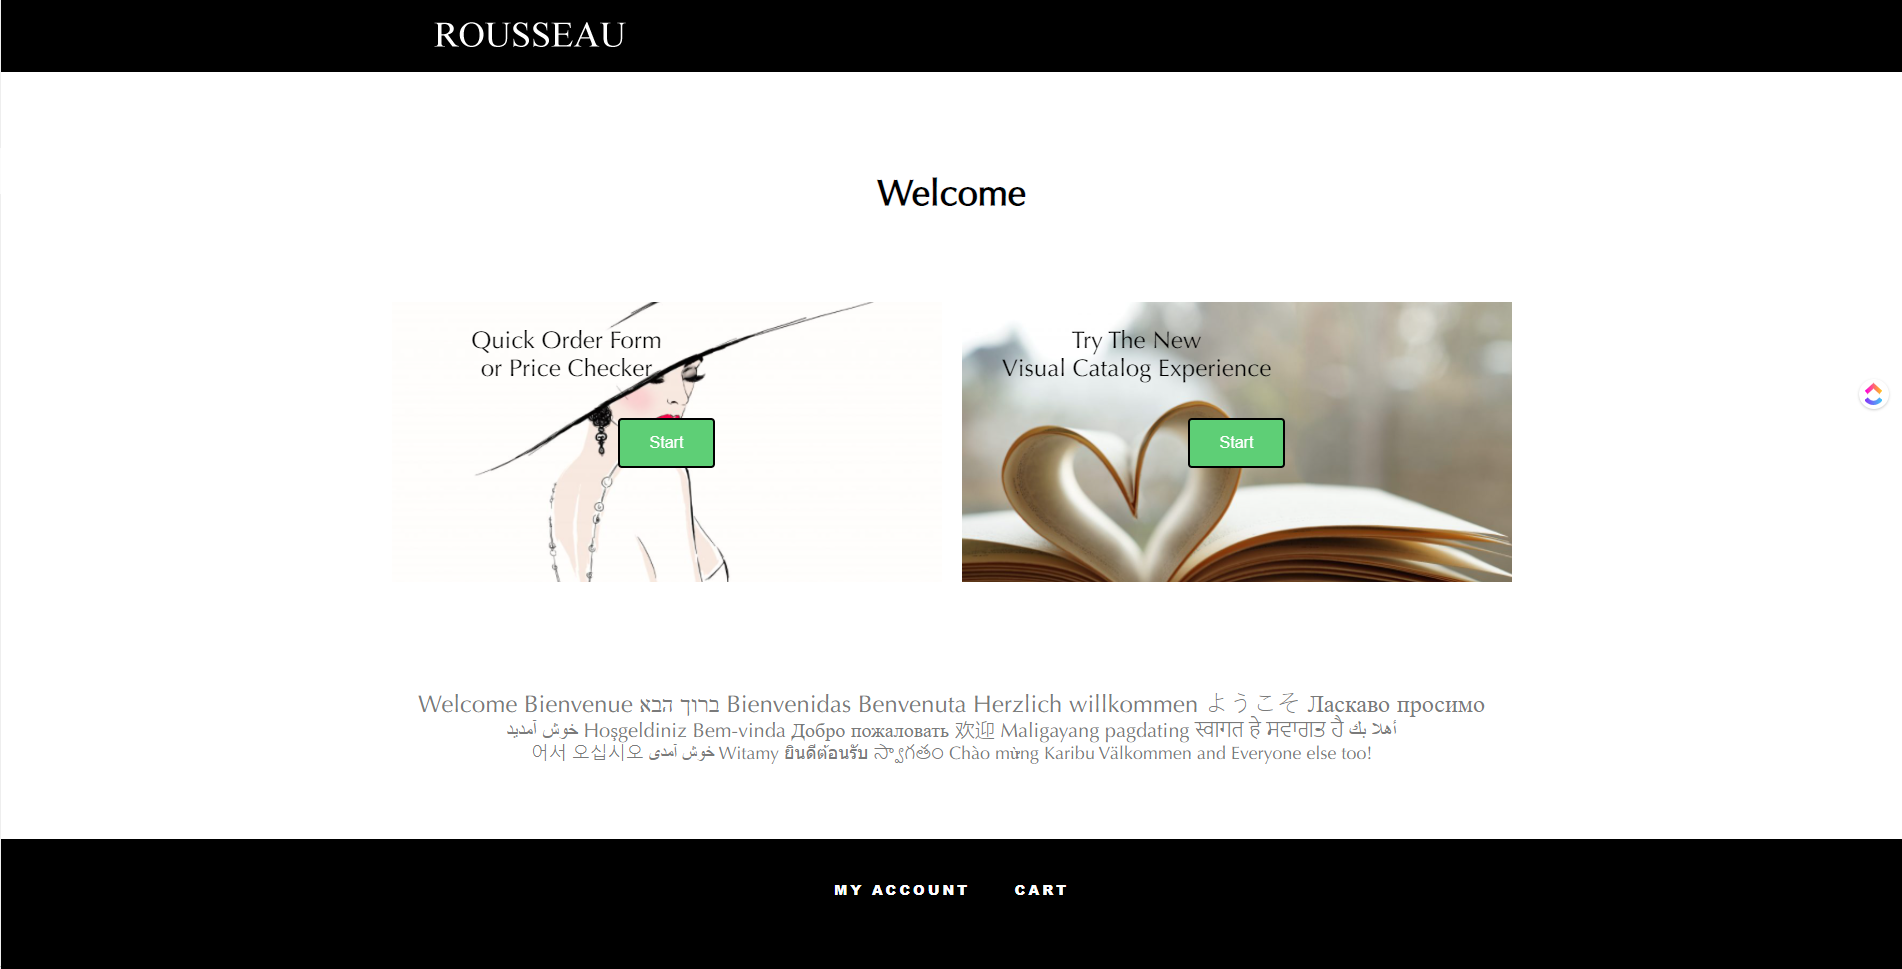 ROUSSEAU
Welcome
Quick Order Form
or Price Checker
Start
Try The New
Visual Catalog Experience
Start
Welcome Bienvenue ברוך הבא Bienvenidas Benvenuta Herzlich willkommen ようこそ Ласкаво просимо
خوش آمدید Hoşgeldiniz Bem-vinda Добро пожаловать 欢迎 Maligayang pagdating स्वागत हे ਸਵਾਗਤ ਹੈ أهلا بك
어서 오십시오 خوش آمدی Witamy ยินดีต้อนรับ స్వాగతం Chào mừng Karibu Välkommen and Everyone else too!
MY ACCOUNT
CART